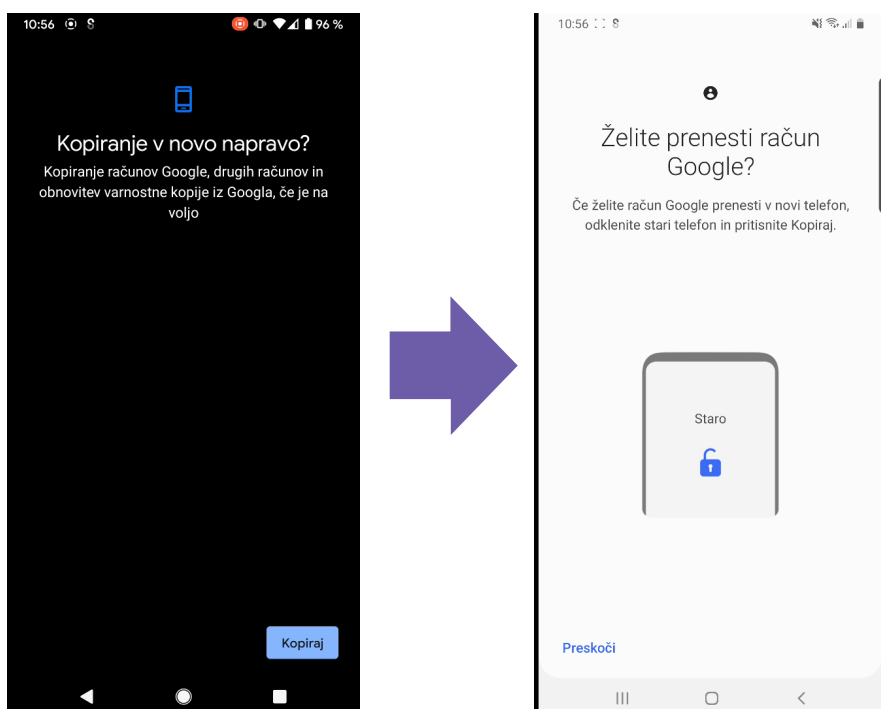 10:56
96 %
Kopiranje v novo napravo?
Kopiranje računov Google, drugih računov in
obnovitev varnostne kopije iz Googla, če je na
voljo
Kopiraj
10:56
Želite prenesti račun
Google?
Če želite račun Google prenesti v novi telefon,
odklenite stari telefon in pritisnite Kopiraj.
Staro
Preskoči